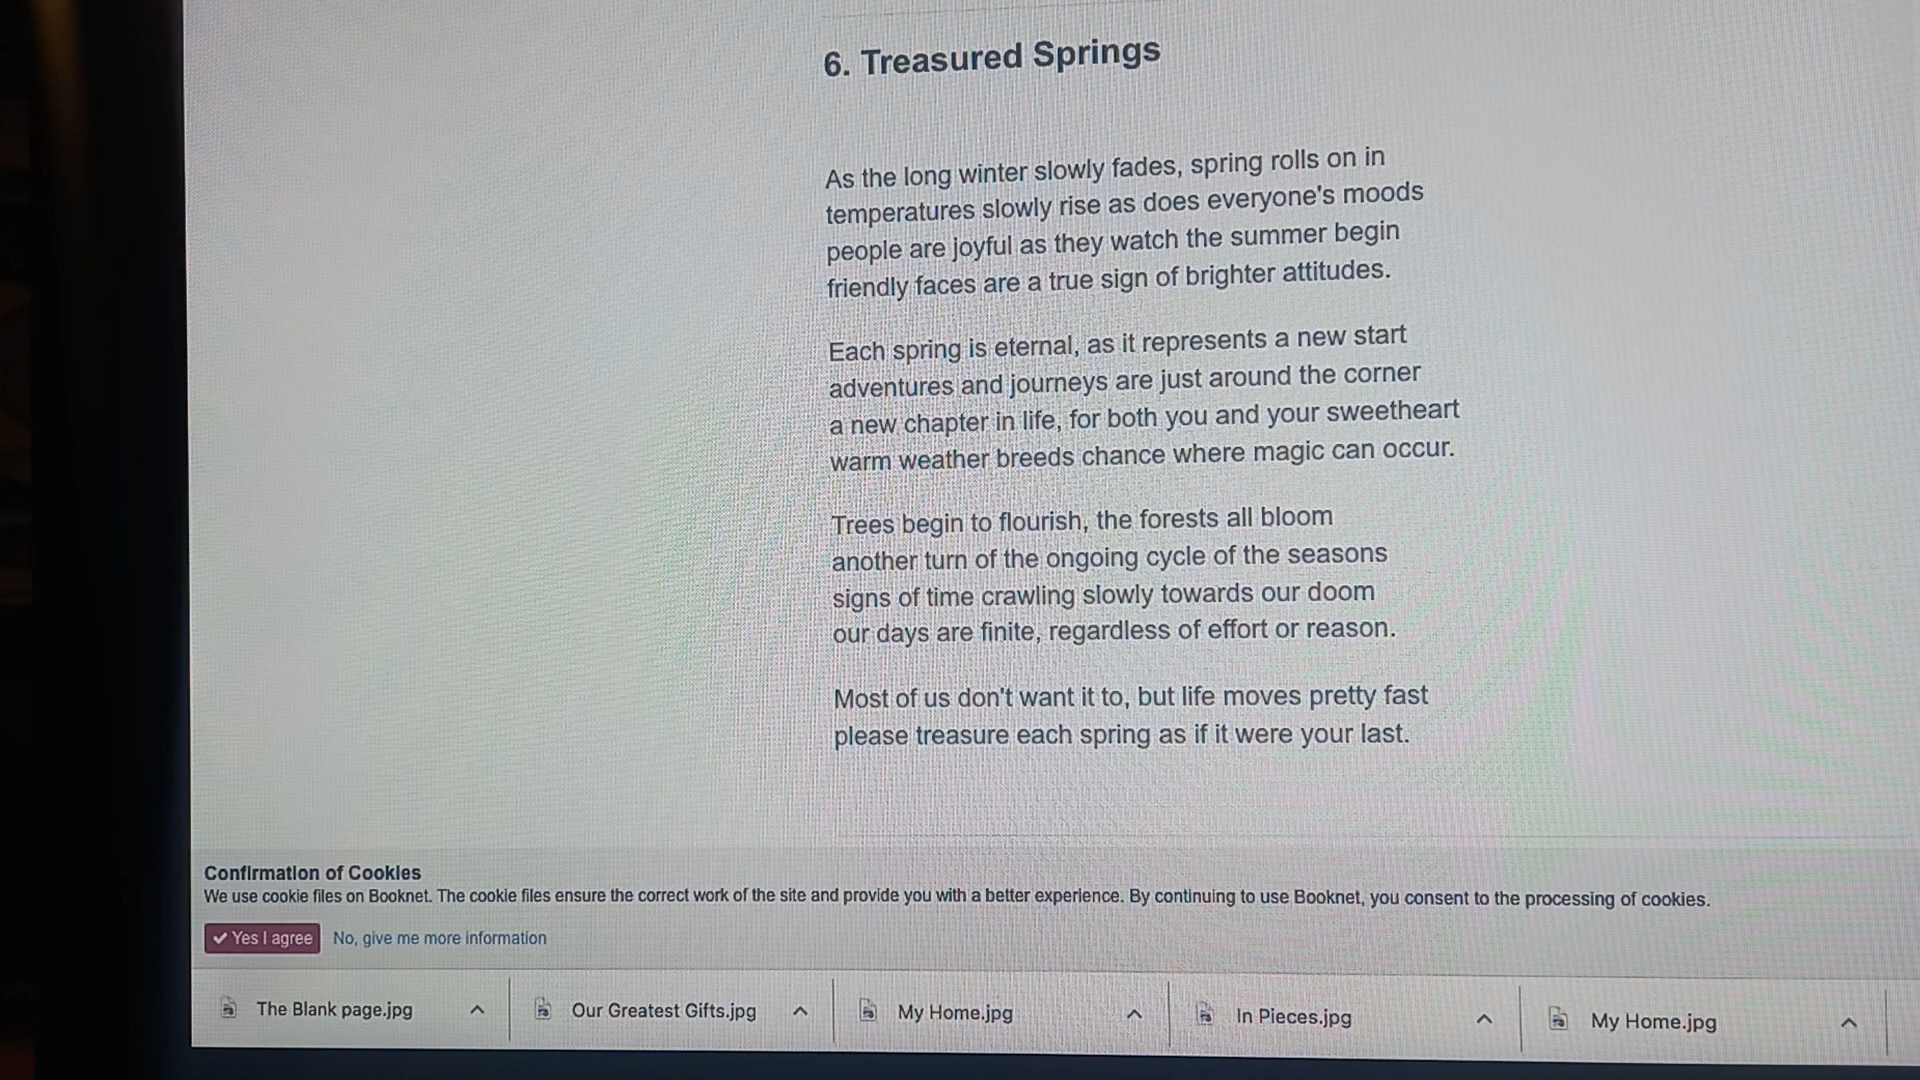 6. Treasured Springs
As the long winter slowly fades, spring rolls on in
temperatures slowly rise as does everyone's moods
people are joyful as they watch the summer begin
friendly faces are a true sign of brighter attitudes.
Each spring is eternal, as it represents a new start
adventures and journeys are just around the corner
a new chapter in life, for both you and your sweetheart
warm weather breeds chance where magic can occur.
Trees begin to flourish, the forests all bloom
another turn of the ongoing cycle of the seasons
signs of time crawling slowly towards our doom
our days are finite, regardless of effort or reason.
Most of us don't want it to, but life moves pretty fast
please treasure each spring as if it were your last.
Confirmation of Cookies
We use cookie files on Booknet. The cookie files ensure the correct work of the site and provide you with a better experience. By continuing to use Booknet, you consent to the processing of cookies.
Yes I agree No, give me more information
The Blank page.jpg Our Greatest Gifts.jpg My Home.jpg In Pieces.jpg My Home.jpg